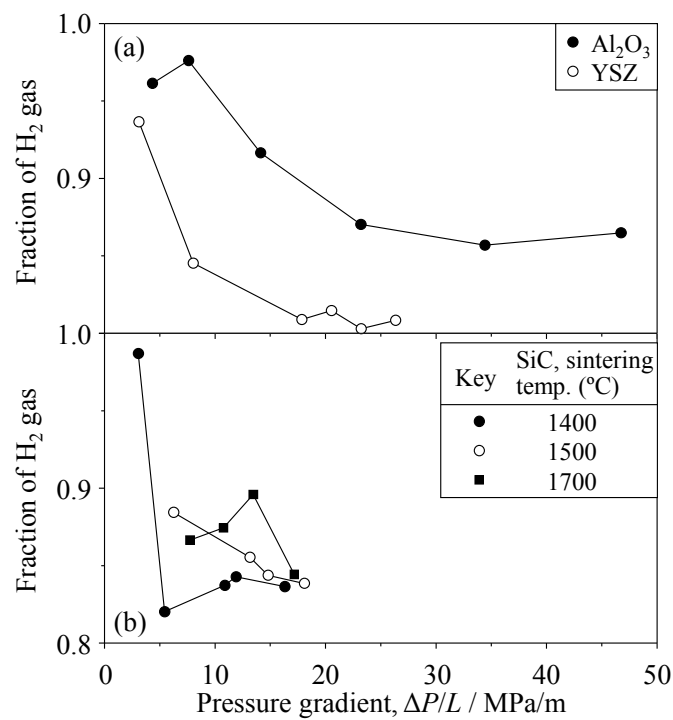 1.0
(a)
Al₂O₃
YSZ
Fraction of H₂ gas
0.9
1.0
Key
SiC, sintering
temp. (ºC)
1400
1500
1700
Fraction of H₂ gas
0.9
(b)
0.8
0 10 20 30 40 50
Pressure gradient, ΔP/L / MPa/m